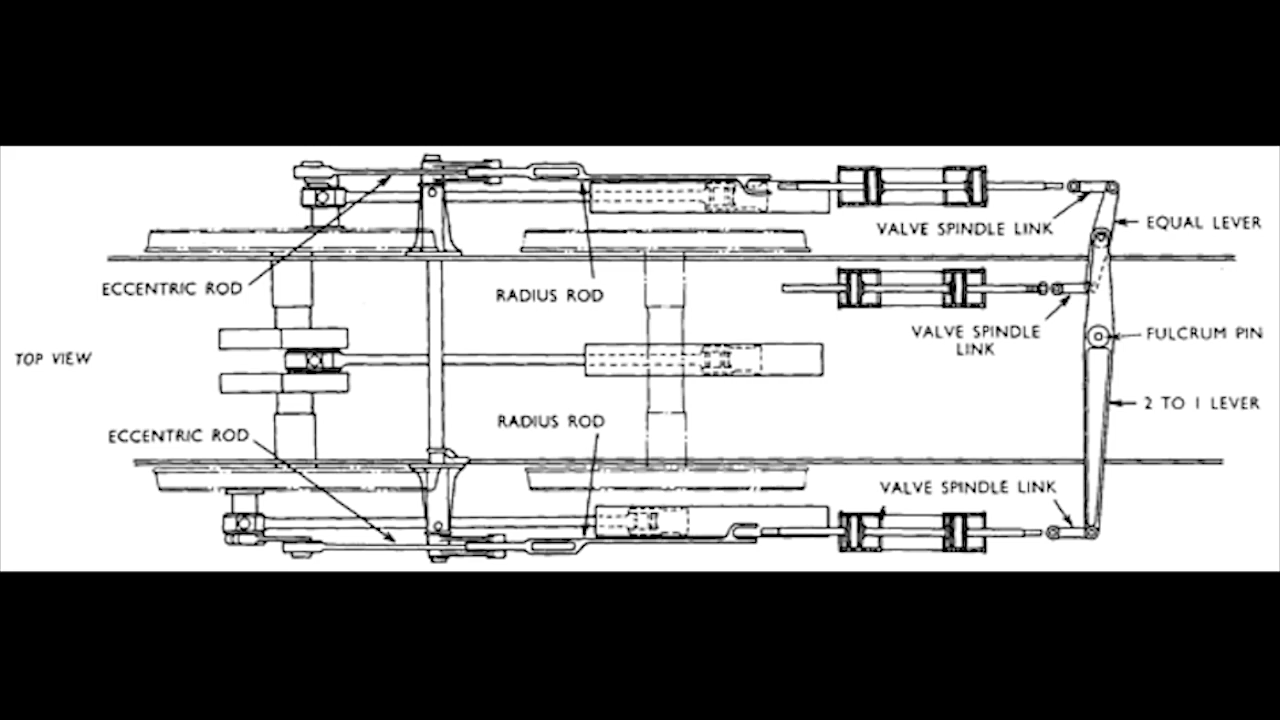 VALVE SPINDLE LINK
EQUAL LEVER
ECCENTRIC ROD
RADIUS ROD
VALVE SPINDLE
LINK
FULCRUM PIN
TOP VIEW
2 TO 1 LEVER
RADIUS ROD
ECCENTRIC ROD
VALVE SPINDLE LINK